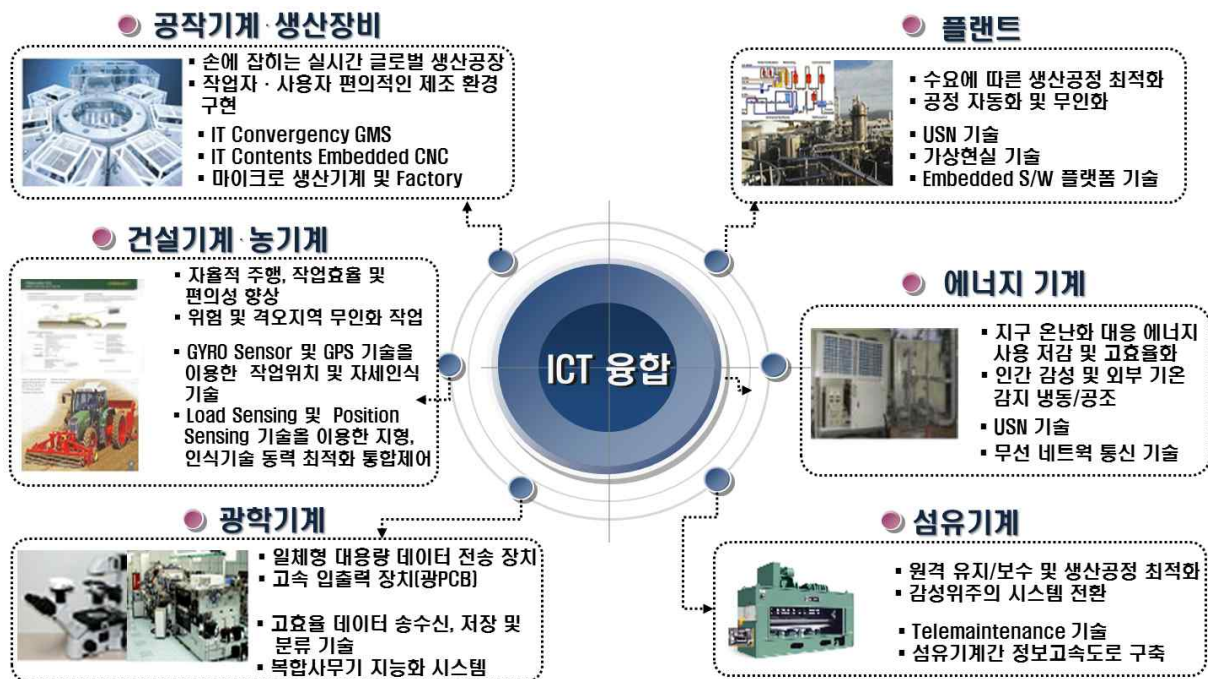 공작기계·생산장비
▪ 손에 잡히는 실시간 글로벌 생산공장
▪ 작업자·사용자 편의적인 제조 환경
구현
▪ IT Convergency GMS
▪ IT Contents Embedded CNC
▪ 마이크로 생산기계 및 Factory
플랜트
▪ 수요에 따른 생산공정 최적화
▪ 공정 자동화 및 무인화
▪ USN 기술
▪ 가상현실 기술
▪ Embedded S/W 플랫폼 기술
건설기계·농기계
▪ 자율적 주행, 작업효율 및
편의성 향상
▪ 위험 및 격오지역 무인화 작업
▪ GYRO Sensor 및 GPS 기술을
이용한 작업위치 및 자세인식
기술
▪ Load Sensing 및 Position
Sensing 기술을 이용한 지형,
인식기술 동력 최적화 통합제어
ICT 융합
에너지 기계
▪ 지구 온난화 대응 에너지
사용 저감 및 고효율화
▪ 인간 감성 및 외부 기온
감지 냉동/공조
▪ USN 기술
▪ 무선 네트웍 통신 기술
광학기계
▪ 일체형 대용량 데이터 전송 장치
▪ 고속 입출력 장치(광PCB)
▪ 고효율 데이터 송수신, 저장 및
분류 기술
▪ 복합사무기 지능화 시스템
섬유기계
▪ 원격 유지/보수 및 생산공정 최적화
▪ 감성위주의 시스템 전환
▪ Telemaintenance 기술
▪ 섬유기계간 정보고속도로 구축